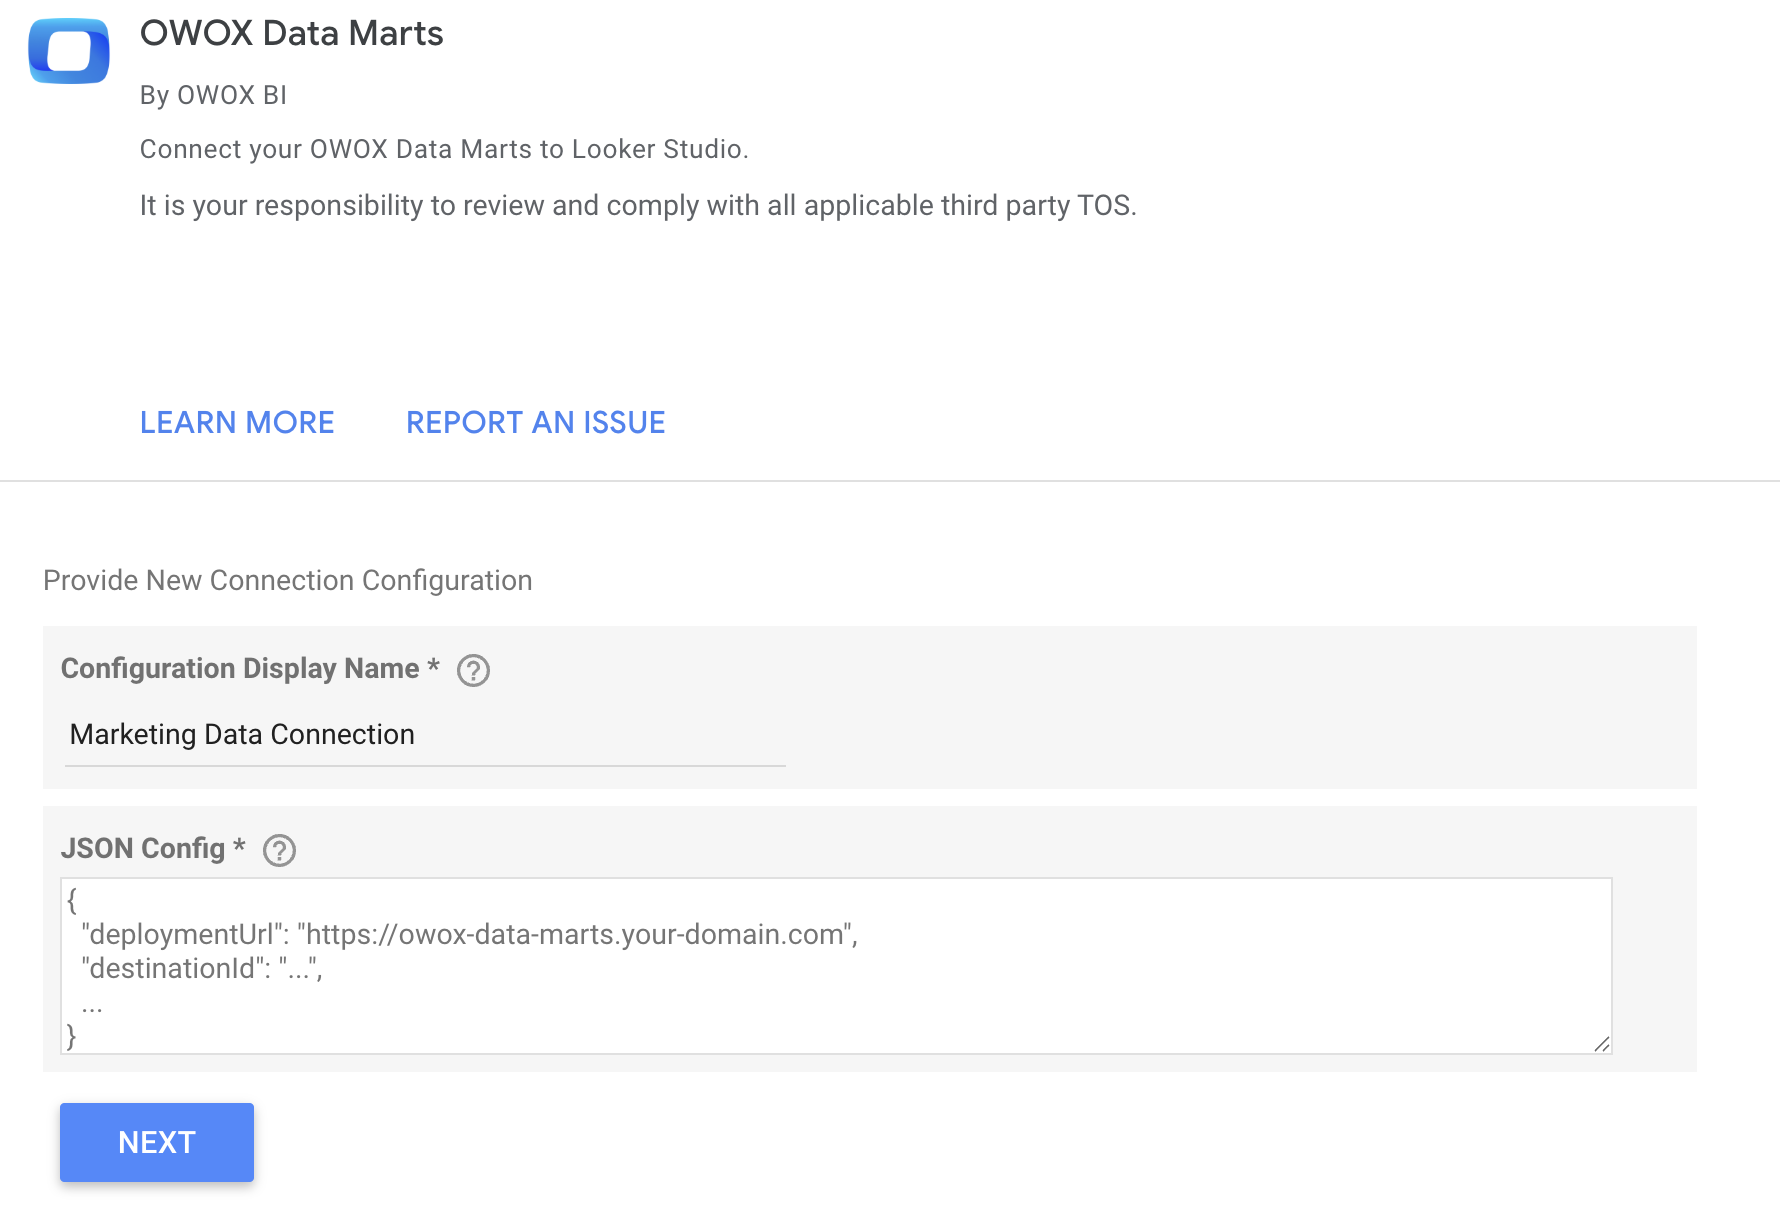 OWOX Data Marts
By OWOX BI
Connect your OWOX Data Marts to Looker Studio.
It is your responsibility to review and comply with all applicable third party TOS.
LEARN MORE REPORT AN ISSUE
Provide New Connection Configuration
Configuration Display Name * ?
Marketing Data Connection
JSON Config * ?
{
"deploymentUrl": "https://owox-data-marts.your-domain.com",
"destinationId": "...",
...
}
NEXT